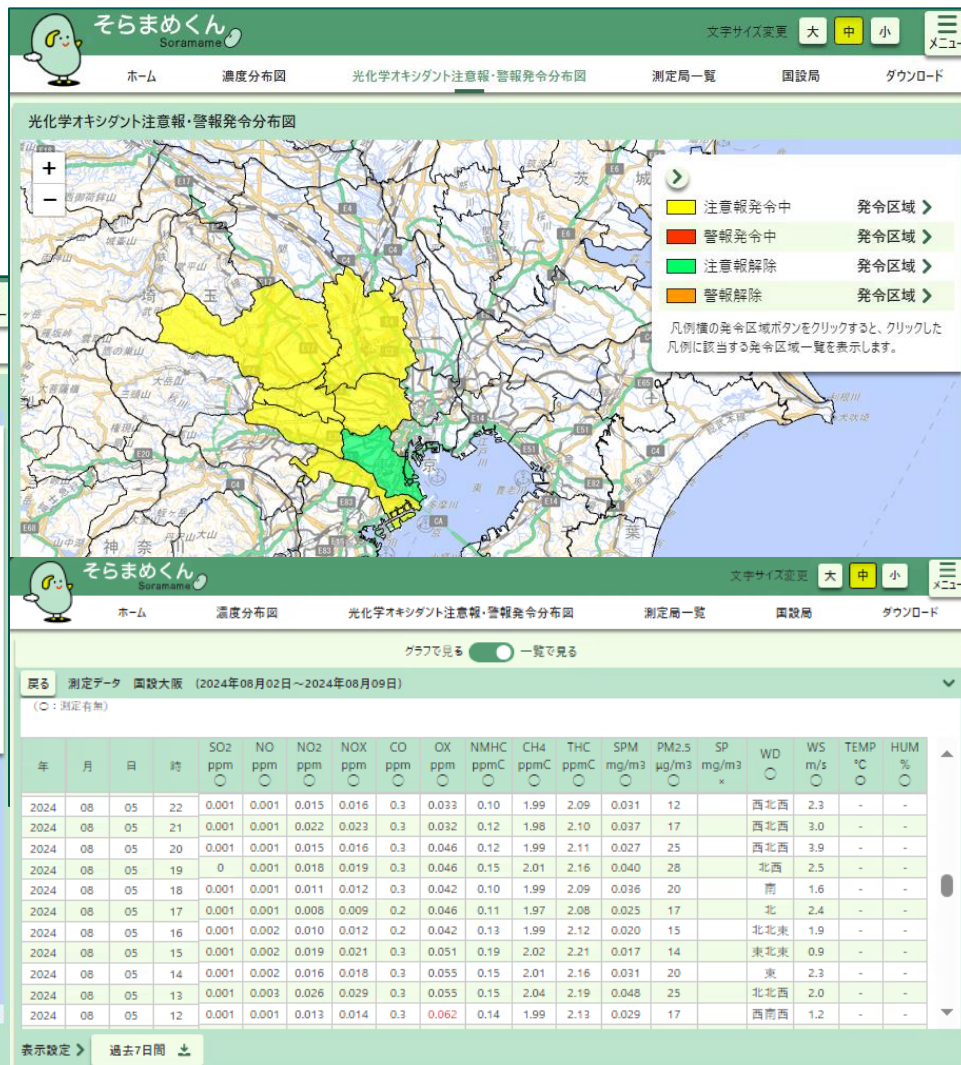 そらまめくん
Soramame
文字サイズ変更 大 中 小
メニュー
ホーム 濃度分布図 光化学オキシダント注意報・警報発令分布図 測定局一覧 国設局 ダウンロード
光化学オキシダント注意報・警報発令分布図
+
−
注意報発令中 発令区域
警報発令中 発令区域
注意報解除 発令区域
警報解除 発令区域
凡例横の発令区域ボタンをクリックすると、クリックした
凡例に該当する発令区域一覧を表示します。
茨 城
埼 玉
神 奈 川
千 葉
そらまめくん
Soramame
文字サイズ変更 大 中 小
メニュー
ホーム 濃度分布図 光化学オキシダント注意報・警報発令分布図 測定局一覧 国設局 ダウンロード
グラフで見る 一覧で見る
戻る 測定データ 国設大阪 (2024年08月02日~2024年08月09日)
(○:測定有無)
年 月 日 時 SO2 ppm ○ NO ppm ○ NO2 ppm ○ NOX ppm ○ CO ppm ○ OX ppm ○ NMHC ppmC ○ CH4 ppmC ○ THC ppmC ○ SPM mg/m3 ○ PM2.5 μg/m3 ○ SP mg/m3 × WD ○ WS m/s ○ TEMP ℃ ○ HUM % ○
2024 08 05 22 0.001 0.001 0.015 0.016 0.3 0.033 0.10 1.99 2.09 0.031 12 西北西 2.3 - -
2024 08 05 21 0.001 0.001 0.022 0.023 0.3 0.032 0.12 1.98 2.10 0.037 17 西北西 3.0 - -
2024 08 05 20 0.001 0.001 0.015 0.016 0.3 0.046 0.12 1.99 2.11 0.027 25 西北西 3.9 - -
2024 08 05 19 0 0.001 0.018 0.019 0.3 0.046 0.15 2.01 2.16 0.040 28 北西 2.5 - -
2024 08 05 18 0.001 0.001 0.011 0.012 0.3 0.042 0.10 1.99 2.09 0.036 20 南 1.6 - -
2024 08 05 17 0.001 0.001 0.008 0.009 0.2 0.046 0.11 1.97 2.08 0.025 17 北 2.4 - -
2024 08 05 16 0.001 0.002 0.010 0.012 0.2 0.042 0.13 1.99 2.12 0.020 15 北北東 1.9 - -
2024 08 05 15 0.001 0.002 0.019 0.021 0.3 0.051 0.19 2.02 2.21 0.017 14 東北東 0.9 - -
2024 08 05 14 0.001 0.002 0.016 0.018 0.3 0.055 0.15 2.01 2.16 0.031 20 東 2.3 - -
2024 08 05 13 0.001 0.003 0.026 0.029 0.3 0.055 0.15 2.04 2.19 0.048 25 北北西 2.0 - -
2024 08 05 12 0.001 0.001 0.013 0.014 0.3 0.062 0.14 1.99 2.13 0.029 17 西南西 1.2 - -
表示設定 過去7日間